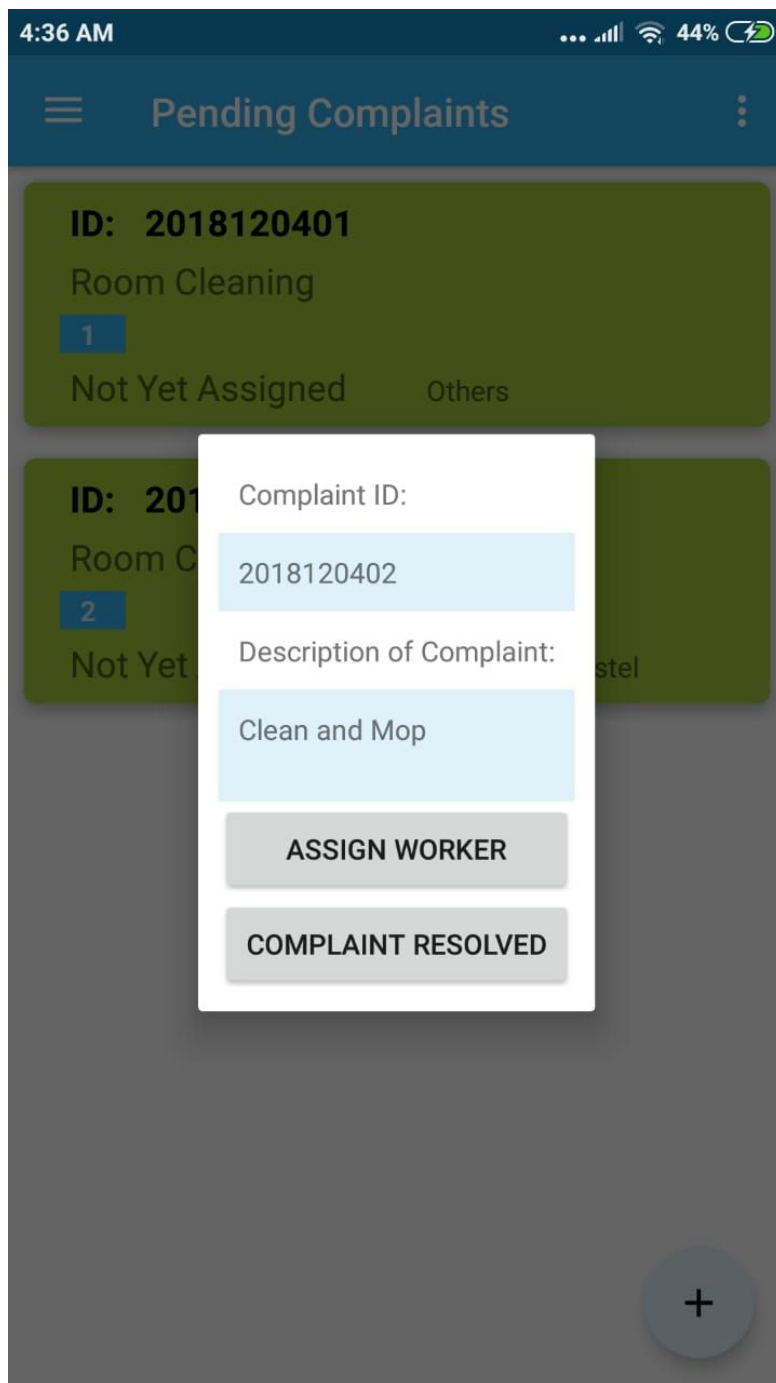 4:36 AM
44%
Pending Complaints
ID: 2018120401
Room Cleaning
1
Not Yet Assigned Others
ID: 201
Room C
2
Not Yet
stel
Complaint ID:
2018120402
Description of Complaint:
Clean and Mop
ASSIGN WORKER
COMPLAINT RESOLVED
+